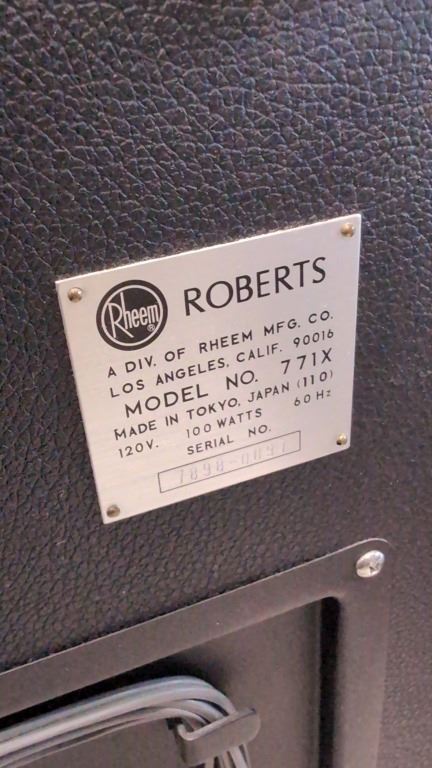 Rheem®
ROBERTS
A DIV. OF RHEEM MFG. CO.
LOS ANGELES, CALIF. 90016
MODEL NO. 771X
MADE IN TOKYO, JAPAN (110)
120V. 100 WATTS 60 Hz
SERIAL NO.